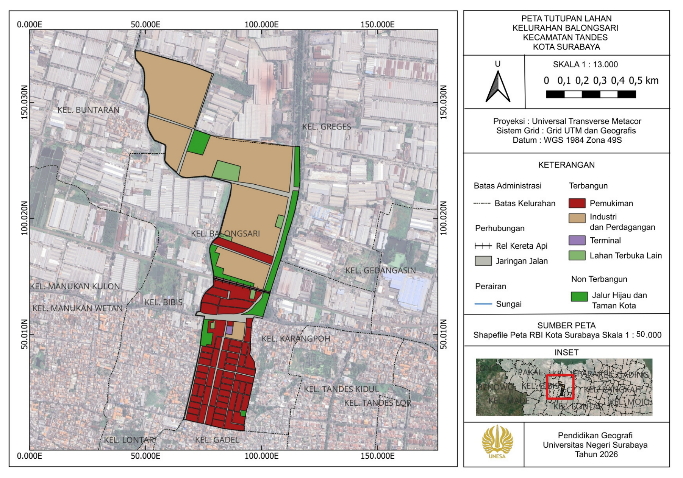 0.000E 50.000E 100.000E 150.000E
150.030N 150.030N
KEL. BUNTARAN
KEL. GREGES
100.020N 100.020N
KEL. BALONGSARI
KEL. GEDANGASIN
KEL. MANUKAN KULON
KEL. BIBIS
KEL. MANUKAN WETAN
50.010N 50.010N
KEL. KARANGPOH
KEL. TANDES KIDUL
KEL. TANDES LOR
KEL. LONTAR
KEL. GADEL
0.000E 50.000E 100.000E 150.000E
PETA TUTUPAN LAHAN
KELURAHAN BALONGSARI
KECAMATAN TANDES
KOTA SURABAYA
U
SKALA 1 : 13.000
0 0,1 0,2 0,3 0,4 0,5 km
Proyeksi : Universal Transverse Metacor
Sistem Grid : Grid UTM dan Geografis
Datum : WGS 1984 Zona 49S
KETERANGAN
Batas Administrasi
Batas Kelurahan
Perhubungan
Rel Kereta Api
Jaringan Jalan
Perairan
Sungai
Terbangun
Pemukiman
Industri
dan Perdagangan
Terminal
Lahan Terbuka Lain
Non Terbangun
Jalur Hijau dan
Taman Kota
SUMBER PETA
Shapefile Peta RBI Kota Surabaya Skala 1 : 50.000
INSET
UNESA
Pendidikan Geografi
Universitas Negeri Surabaya
Tahun 2026